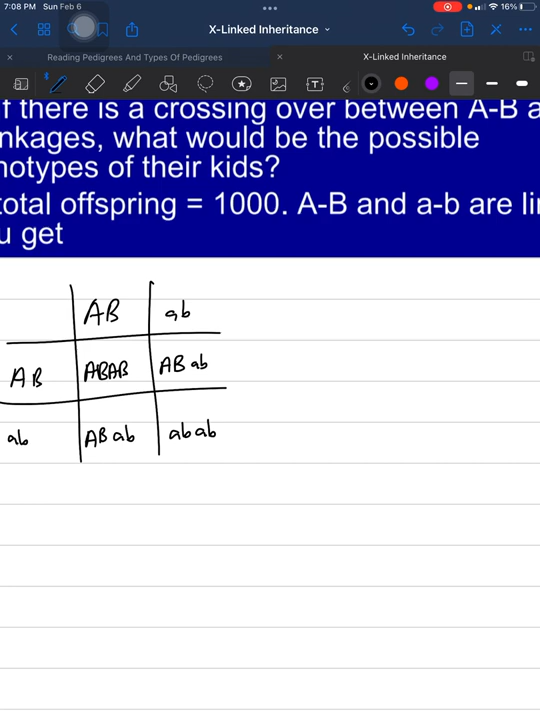 7:08 PM Sun Feb 6
16%
X-Linked Inheritance
Reading Pedigrees And Types Of Pedigrees
X-Linked Inheritance
f there is a crossing over between A-B a
nkages, what would be the possible
notypes of their kids?
total offspring = 1000. A-B and a-b are li
u get
AB ab
AB ABAB AB ab
ab AB ab ab ab